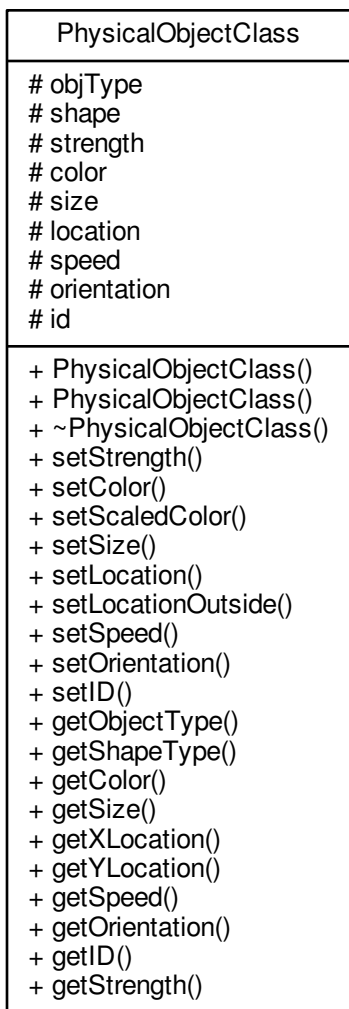 PhysicalObjectClass
# objType
# shape
# strength
# color
# size
# location
# speed
# orientation
# id
+ PhysicalObjectClass()
+ PhysicalObjectClass()
+ ~PhysicalObjectClass()
+ setStrength()
+ setColor()
+ setScaledColor()
+ setSize()
+ setLocation()
+ setLocationOutside()
+ setSpeed()
+ setOrientation()
+ setID()
+ getObjectType()
+ getShapeType()
+ getColor()
+ getSize()
+ getXLocation()
+ getYLocation()
+ getSpeed()
+ getOrientation()
+ getID()
+ getStrength()